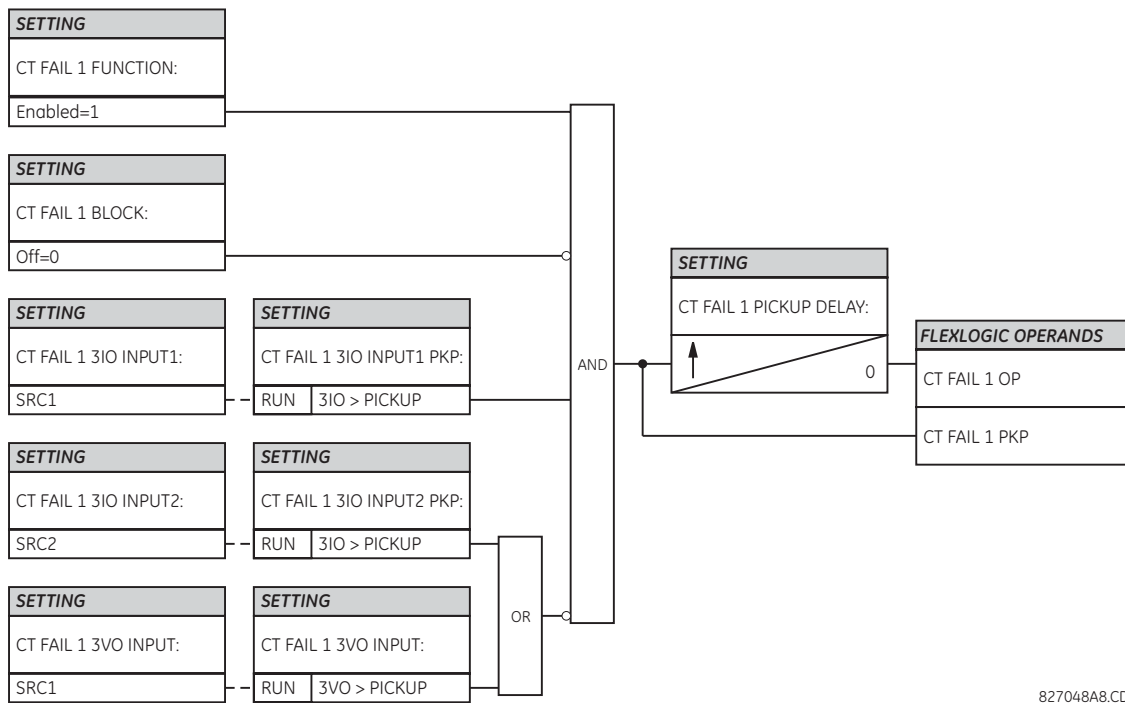 SETTING
CT FAIL 1 FUNCTION:
Enabled=1
SETTING
CT FAIL 1 BLOCK:
Off=0
SETTING
CT FAIL 1 3IO INPUT1:
SRC1
SETTING
CT FAIL 1 3IO INPUT1 PKP:
RUN 3IO > PICKUP
SETTING
CT FAIL 1 3IO INPUT2:
SRC2
SETTING
CT FAIL 1 3IO INPUT2 PKP:
RUN 3IO > PICKUP
SETTING
CT FAIL 1 3VO INPUT:
SRC1
SETTING
CT FAIL 1 3VO INPUT:
RUN 3VO > PICKUP
OR
AND
SETTING
CT FAIL 1 PICKUP DELAY:
0
FLEXLOGIC OPERANDS
CT FAIL 1 OP
CT FAIL 1 PKP
827048A8.CD